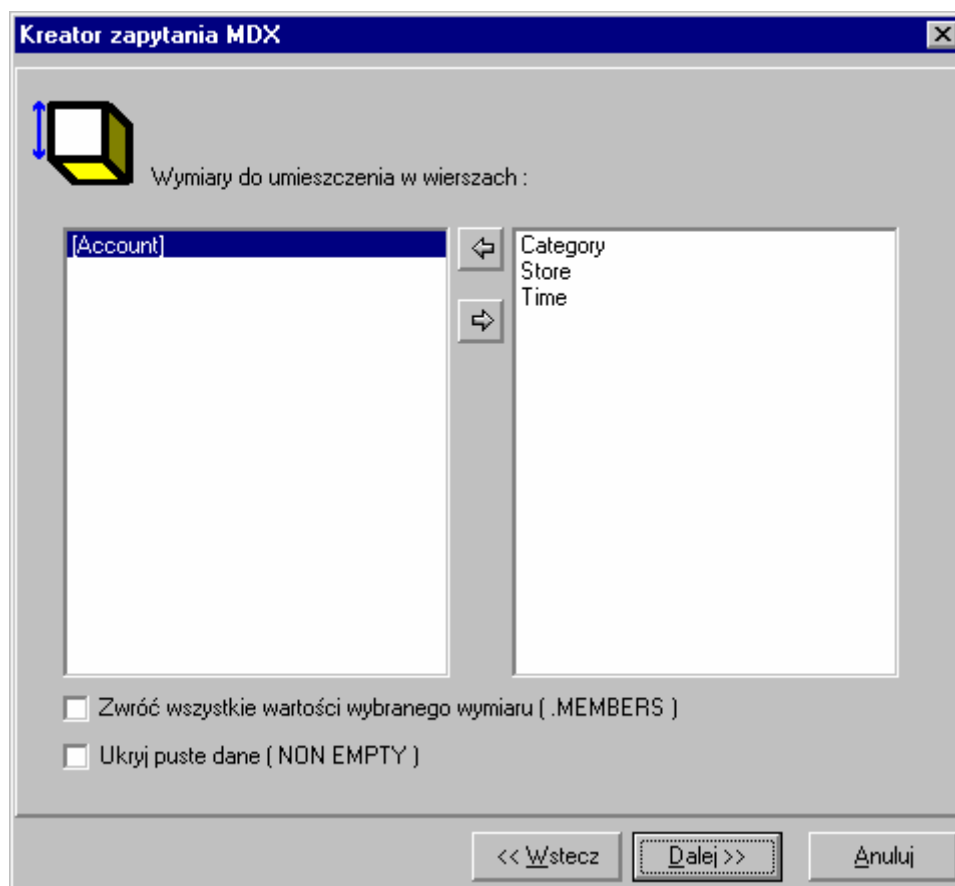 Kreator zapytania MDX
Wymiary do umieszczenia w wierszach :
[Account]
Category
Store
Time
Zwróć wszystkie wartości wybranego wymiaru ( .MEMBERS )
Ukryj puste dane ( NON EMPTY )
<< Wstecz
Dalej >>
Anuluj